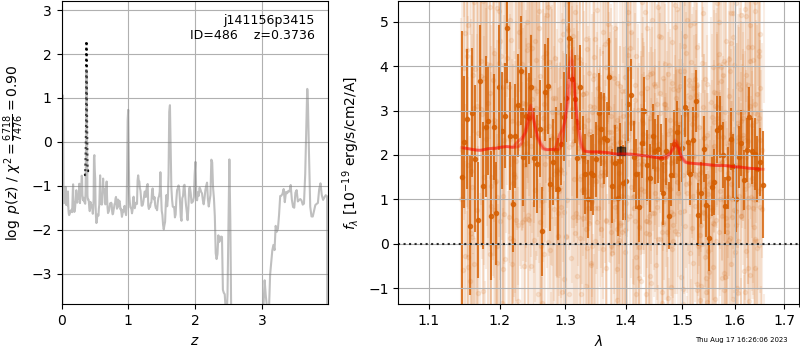 j141156p3415
ID=486 z=0.3736
log p(z) / χ² = 6718/7476 = 0.90
3
2
1
0
−1
−2
−3
0 1 2 3
z
fλ [10⁻¹⁹ erg/s/cm2/A]
5
4
3
2
1
0
−1
1.1 1.2 1.3 1.4 1.5 1.6 1.7
λ
Thu Aug 17 16:26:06 2023